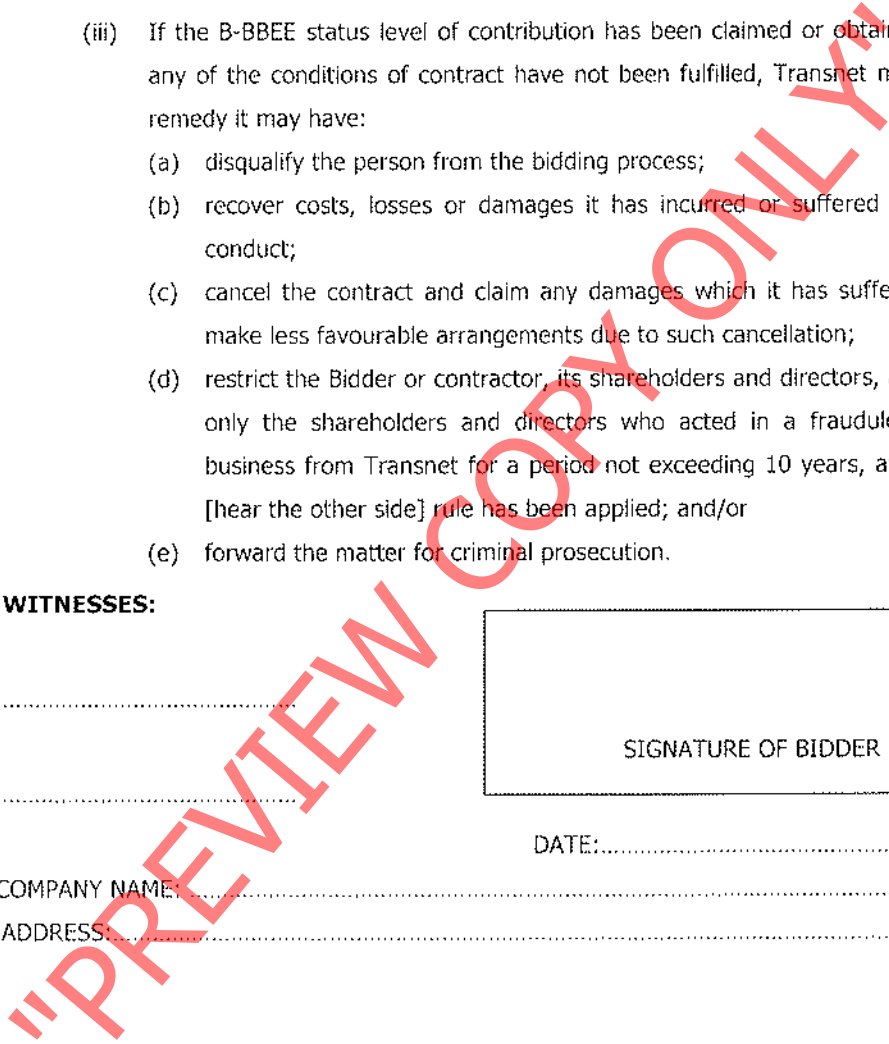 (iii) If the B-BBEE status level of contribution has been claimed or
any of the conditions of contract have not been fulfilled, Transnet
remedy it may have:
(a) disqualify the person from the bidding process;
(b) recover costs, losses or damages it has incurred or suffered
conduct;
(c) cancel the contract and claim any damages which it has
make less favourable arrangements due to such cancellation;
(d) restrict the Bidder or contractor, its shareholders and directors,
only the shareholders and directors who acted in a
business from Transnet for a period not exceeding 10 years,
[hear the other side] rule has been applied; and/or
(e) forward the matter for criminal prosecution.
WITNESSES:
SIGNATURE OF BIDDER
DATE:
COMPANY NAME:
ADDRESS:
"PREVIEW COPY ONLY"